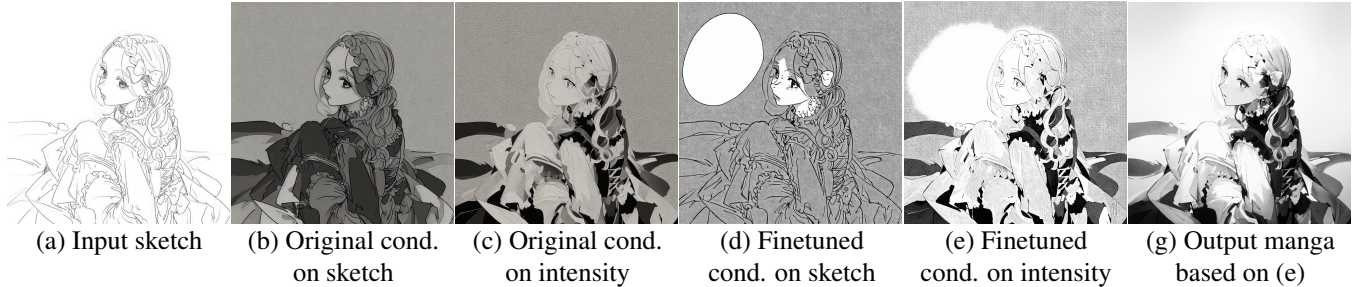 (a) Input sketch
(b) Original cond.
on sketch
(c) Original cond.
on intensity
(d) Finetuned
cond. on sketch
(e) Finetuned
cond. on intensity
(g) Output manga
based on (e)